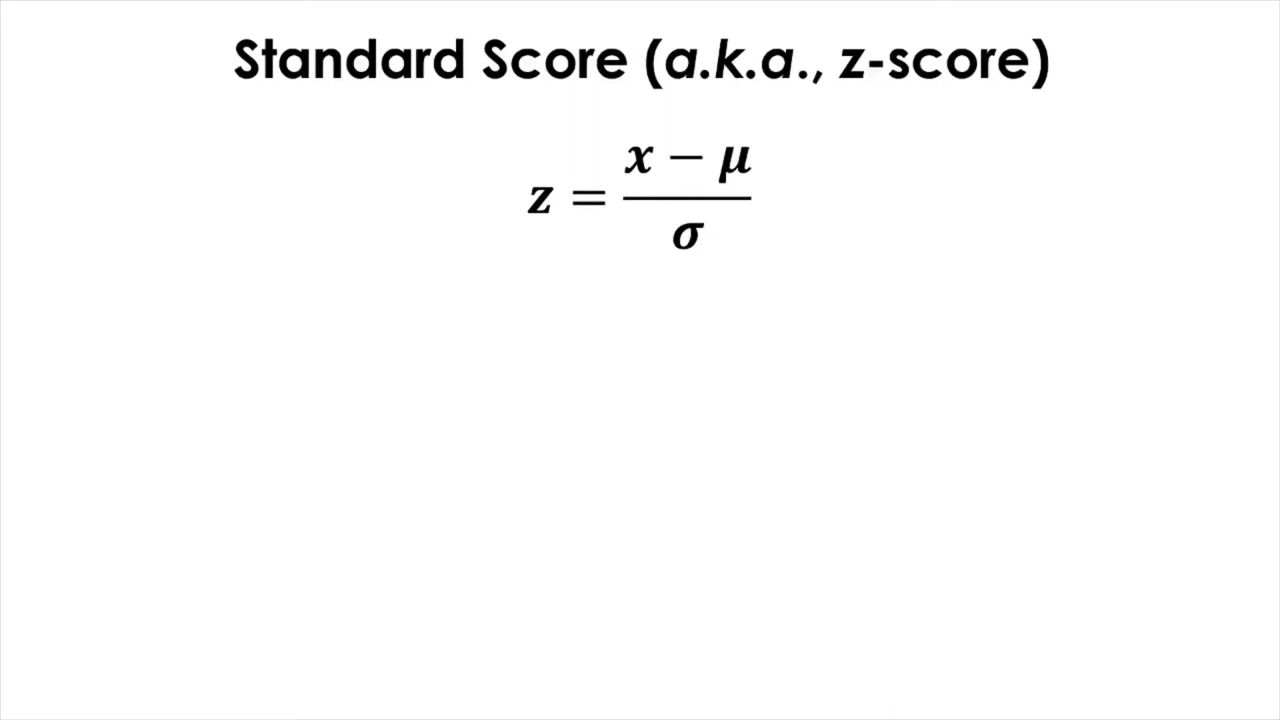 Standard Score (a.k.a., z-score)
z = x − μ / σ